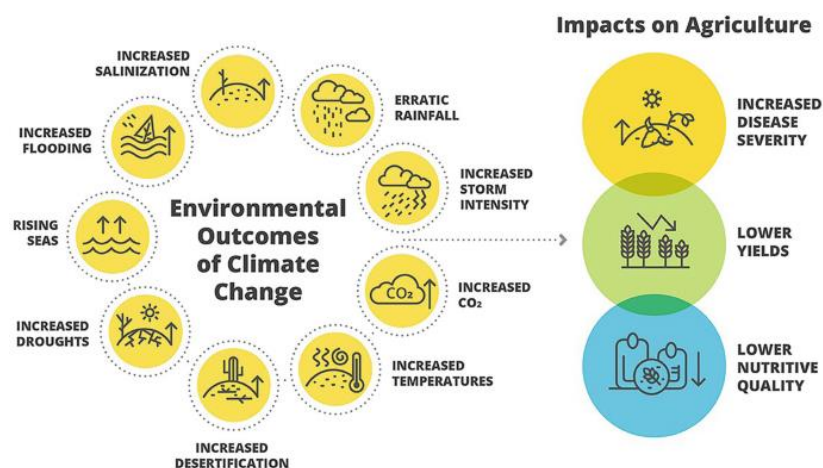 Impacts on Agriculture
INCREASED
SALINIZATION
ERRATIC
RAINFALL
INCREASED
STORM
INTENSITY
INCREASED
CO₂
INCREASED
TEMPERATURES
INCREASED
DESERTIFICATION
INCREASED
DROUGHTS
RISING
SEAS
INCREASED
FLOODING
Environmental
Outcomes
of Climate
Change
CO₂
INCREASED
DISEASE
SEVERITY
LOWER
YIELDS
LOWER
NUTRITIVE
QUALITY